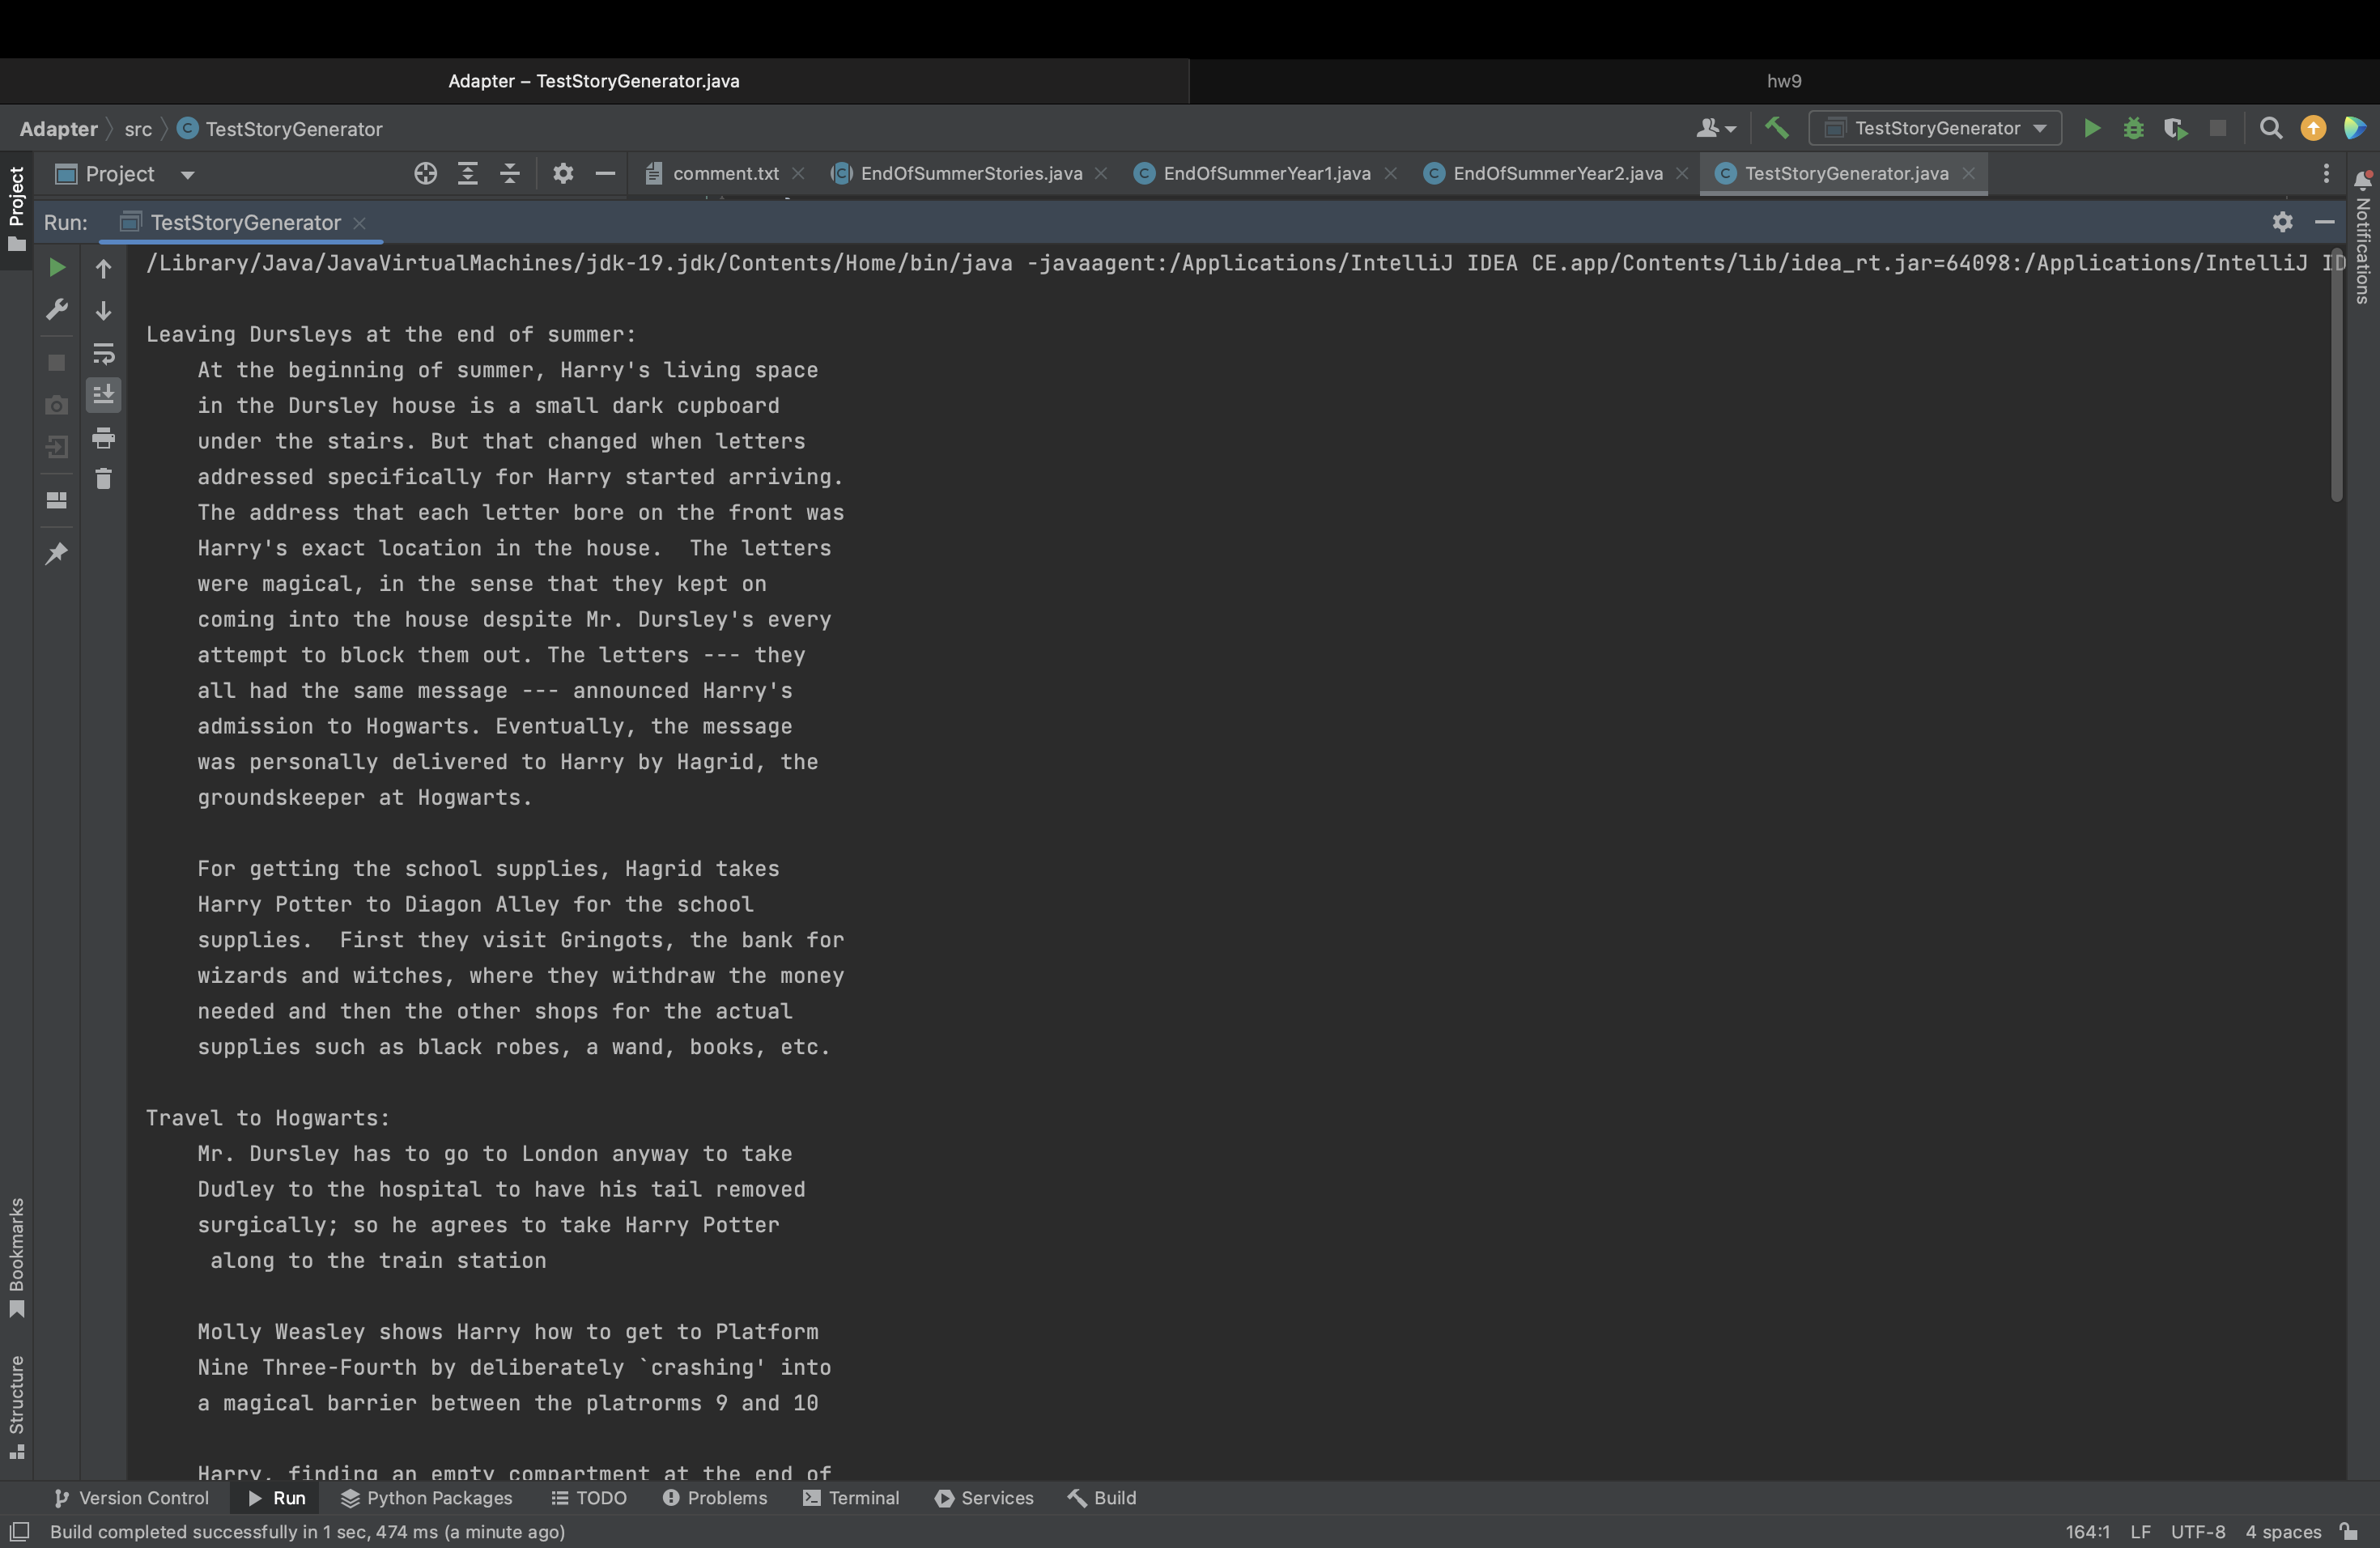 Adapter – TestStoryGenerator.java
hw9
Adapter src TestStoryGenerator
TestStoryGenerator
Project
comment.txt EndOfSummerStories.java EndOfSummerYear1.java EndOfSummerYear2.java TestStoryGenerator.java
Project
Notifications
Run: TestStoryGenerator
/Library/Java/JavaVirtualMachines/jdk-19.jdk/Contents/Home/bin/java -javaagent:/Applications/IntelliJ IDEA CE.app/Contents/lib/idea_rt.jar=64098:/Applications/IntelliJ ID
Leaving Dursleys at the end of summer:
At the beginning of summer, Harry's living space
in the Dursley house is a small dark cupboard
under the stairs. But that changed when letters
addressed specifically for Harry started arriving.
The address that each letter bore on the front was
Harry's exact location in the house.  The letters
were magical, in the sense that they kept on
coming into the house despite Mr. Dursley's every
attempt to block them out. The letters --- they
all had the same message --- announced Harry's
admission to Hogwarts. Eventually, the message
was personally delivered to Harry by Hagrid, the
groundskeeper at Hogwarts.
For getting the school supplies, Hagrid takes
Harry Potter to Diagon Alley for the school
supplies.  First they visit Gringots, the bank for
wizards and witches, where they withdraw the money
needed and then the other shops for the actual
supplies such as black robes, a wand, books, etc.
Travel to Hogwarts:
Mr. Dursley has to go to London anyway to take
Dudley to the hospital to have his tail removed
surgically; so he agrees to take Harry Potter
along to the train station
Molly Weasley shows Harry how to get to Platform
Nine Three-Fourth by deliberately `crashing' into
a magical barrier between the platrorms 9 and 10
Harry, finding an empty compartment at the end of
Bookmarks
Structure
Version Control Run Python Packages TODO Problems Terminal Services Build
Build completed successfully in 1 sec, 474 ms (a minute ago)
164:1 LF UTF-8 4 spaces